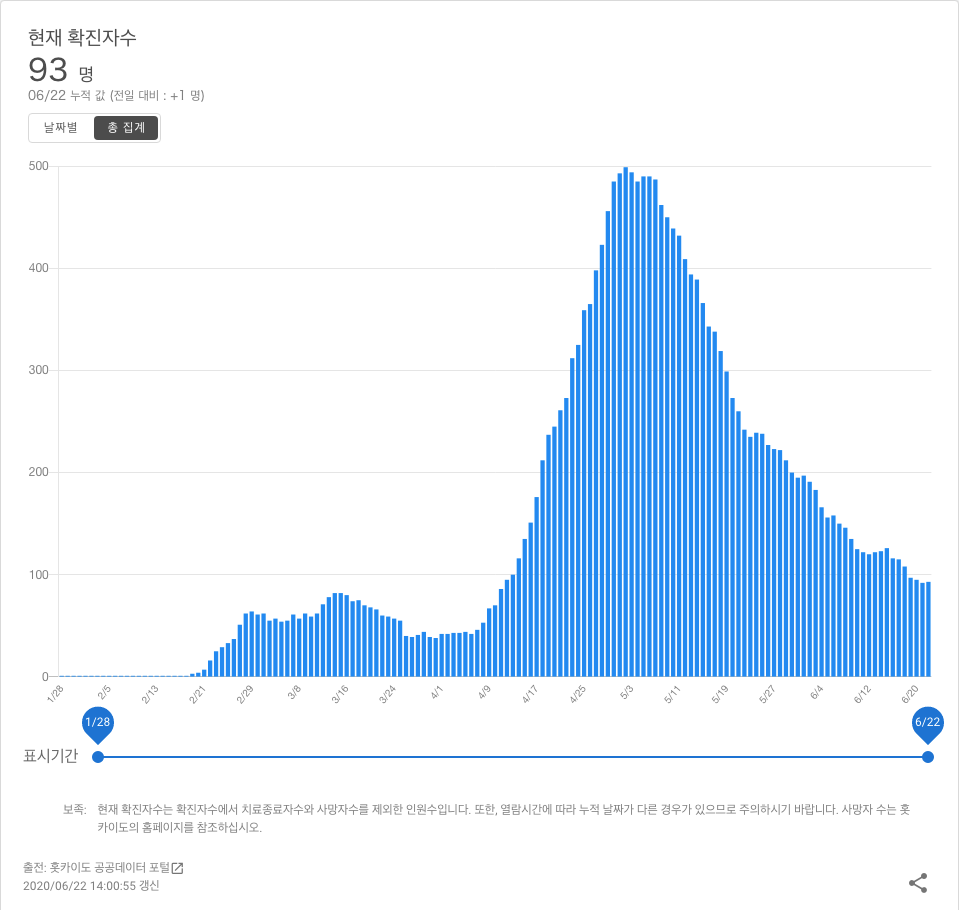 현재 확진자수
93 명
06/22 누적 값 (전일 대비 : +1 명)
날짜별 총 집계
500
400
300
200
100
0
1/28 2/5 2/13 2/21 2/29 3/8 3/16 3/24 4/1 4/9 4/17 4/25 5/3 5/11 5/19 5/27 6/4 6/12 6/20
1/28 6/22
표시기간
보족: 현재 확진자수는 확진자수에서 치료종료자수와 사망자수를 제외한 인원수입니다. 또한, 열람시간에 따라 누적 날짜가 다른 경우가 있으므로 주의하시기 바랍니다. 사망자 수는 홋
카이도의 홈페이지를 참조하십시오.
출전: 홋카이도 공공데이터 포털
2020/06/22 14:00:55 갱신